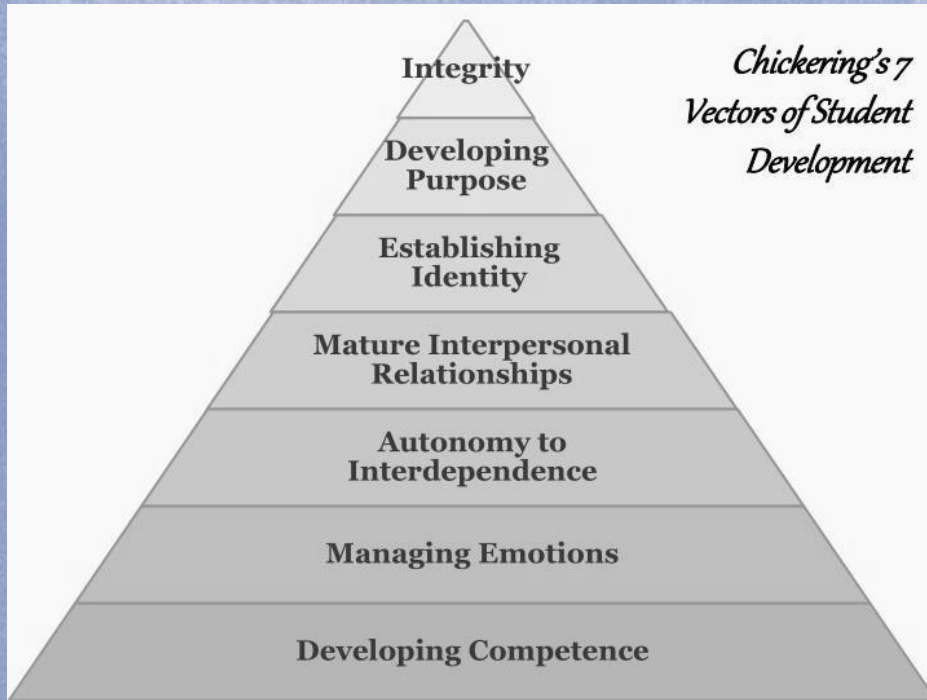 Chickering's 7
Vectors of Student
Development
Integrity
Developing
Purpose
Establishing
Identity
Mature Interpersonal
Relationships
Autonomy to
Interdependence
Managing Emotions
Developing Competence